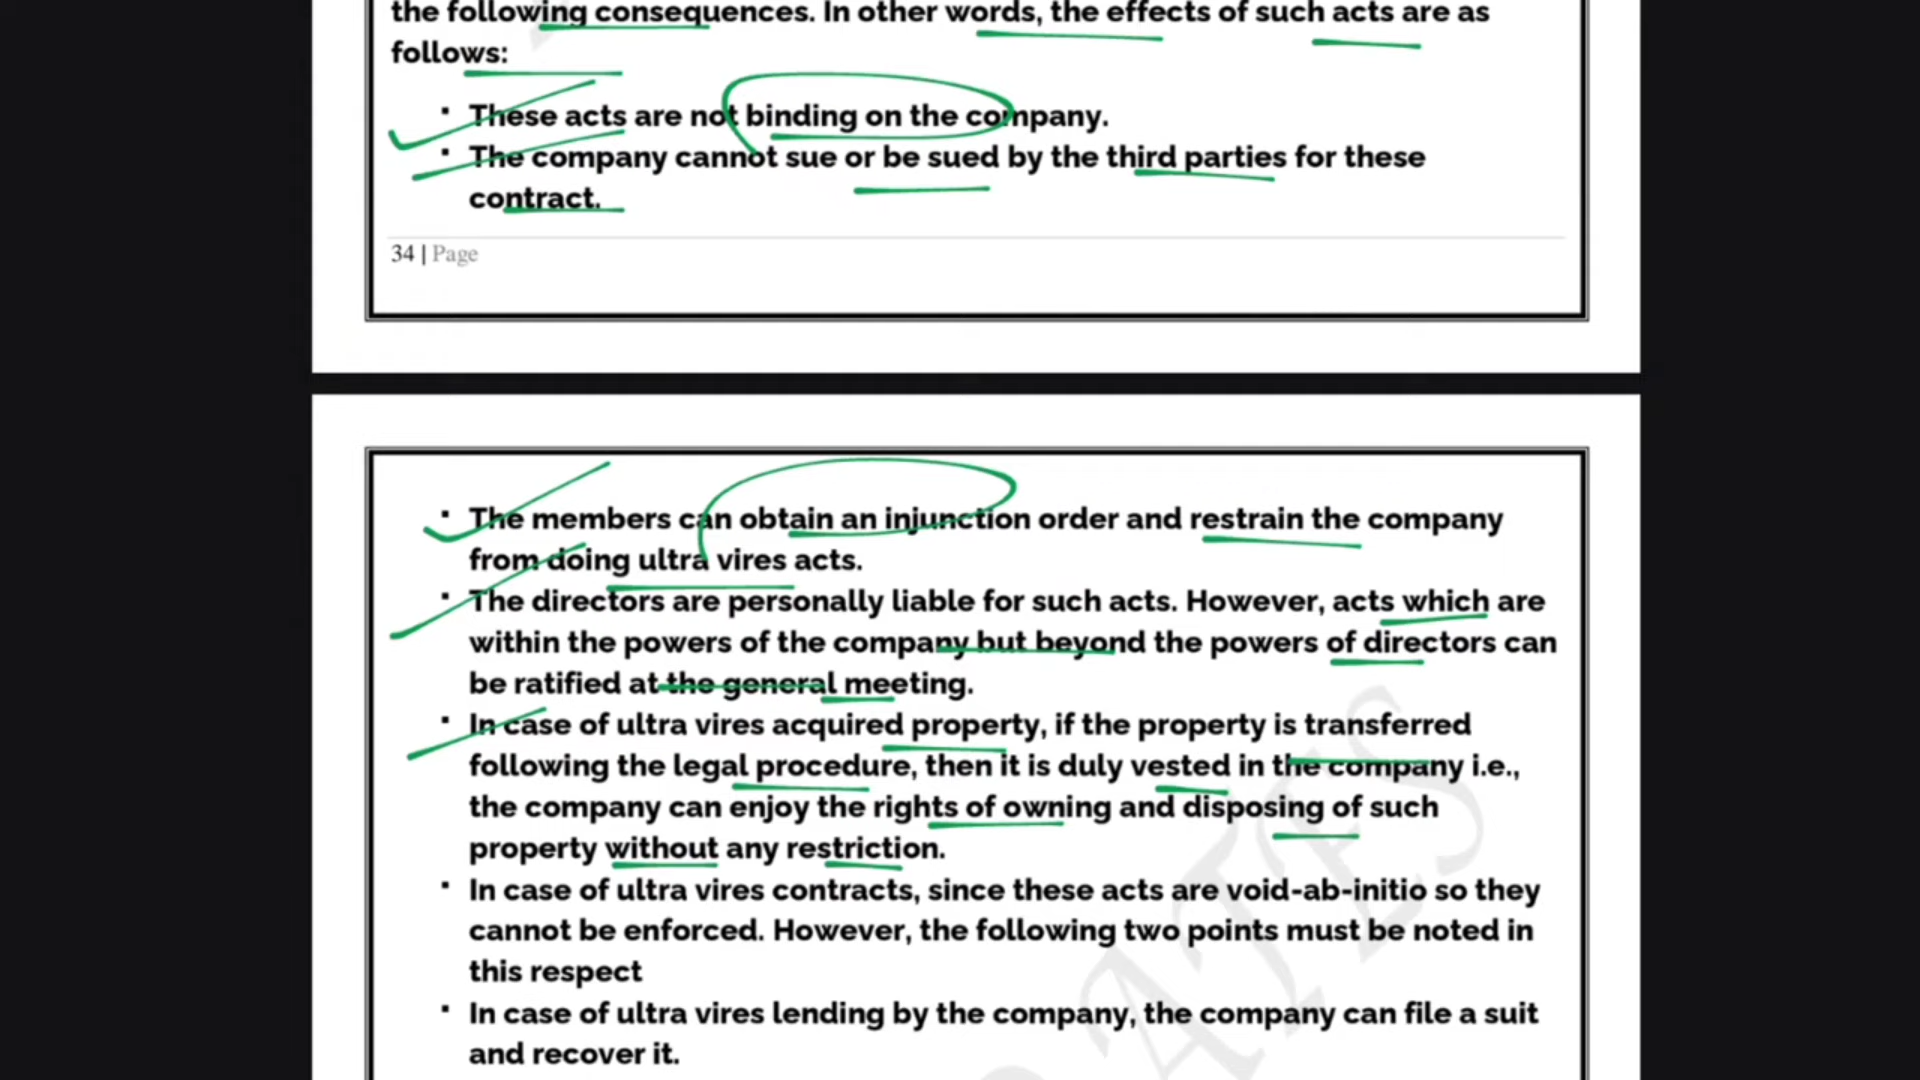 the following consequences. In other words, the effects of such acts are as
follows:
▪ These acts are not binding on the company.
▪ The company cannot sue or be sued by the third parties for these
contract.
34 | Page
▪ The members can obtain an injunction order and restrain the company
from doing ultra vires acts.
▪ The directors are personally liable for such acts. However, acts which are
within the powers of the company but beyond the powers of directors can
be ratified at the general meeting.
▪ In case of ultra vires acquired property, if the property is transferred
following the legal procedure, then it is duly vested in the company i.e.,
the company can enjoy the rights of owning and disposing of such
property without any restriction.
▪ In case of ultra vires contracts, since these acts are void-ab-initio so they
cannot be enforced. However, the following two points must be noted in
this respect
▪ In case of ultra vires lending by the company, the company can file a suit
and recover it.